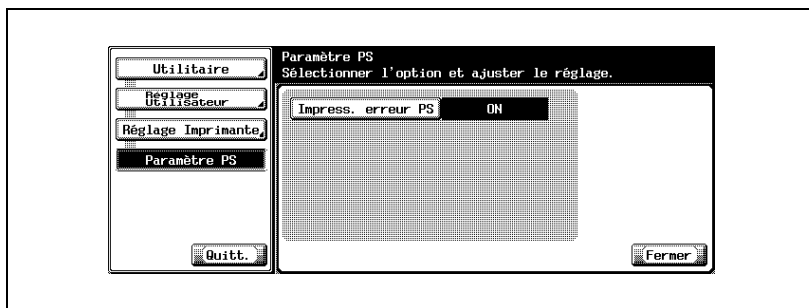 Utilitaire
Réglage
Utilisateur
Réglage Imprimante
Paramètre PS
Quitt.
Paramètre PS
Sélectionner l'option et ajuster le réglage.
Impress. erreur PS ON
Fermer